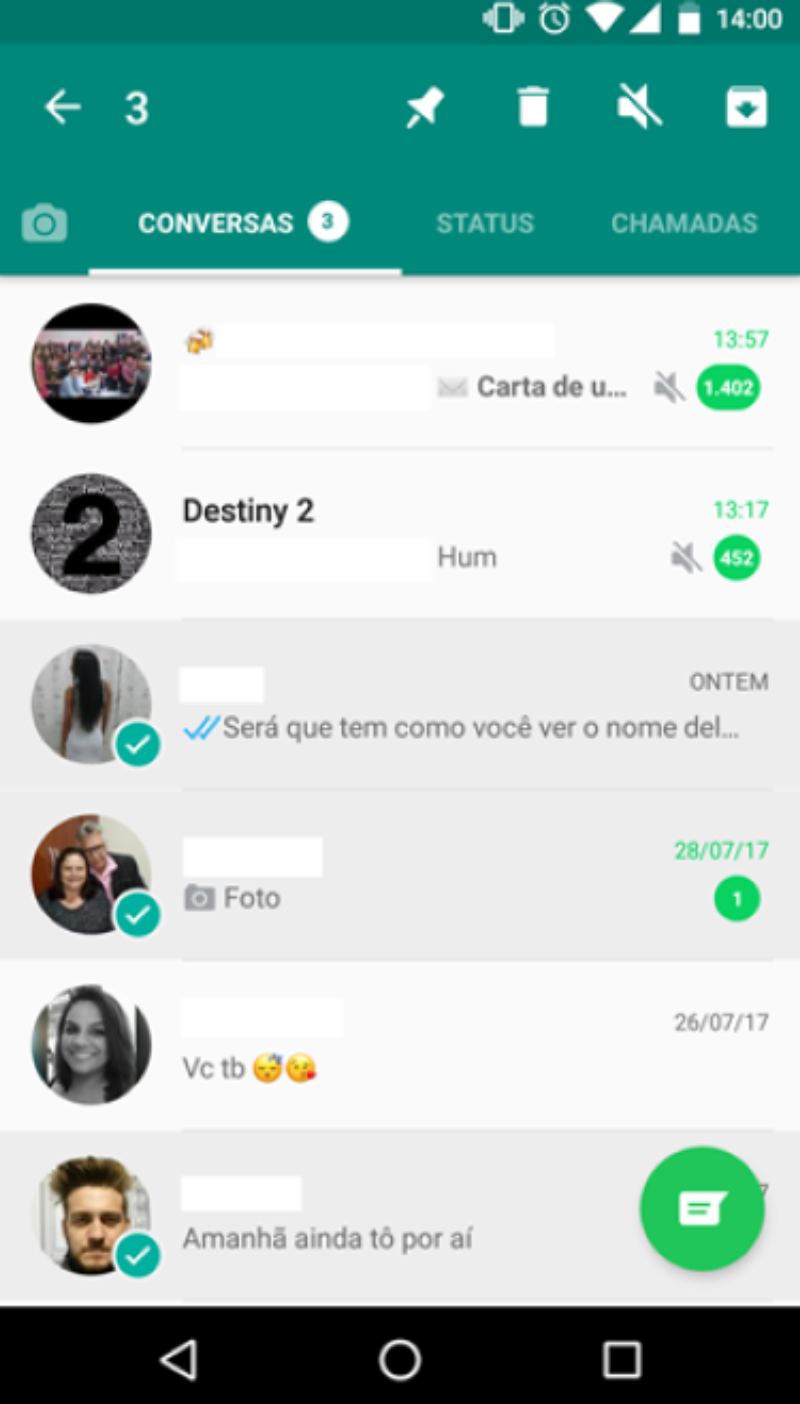 14:00
3
CONVERSAS 3 STATUS CHAMADAS
🍻 13:57
Carta de u... 1.402
Destiny 2 13:17
Hum 452
ONTEM
Será que tem como você ver o nome del...
28/07/17
Foto 1
26/07/17
Vc tb 😴😘
7
Amanhã ainda tô por aí
2